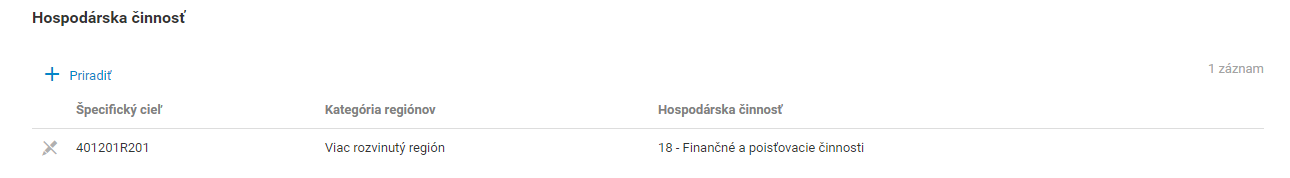 Hospodárska činnosť
Priradiť
1 záznam
Špecifický cieľ Kategória regiónov Hospodárska činnosť
401201R201 Viac rozvinutý región 18 - Finančné a poisťovacie činnosti